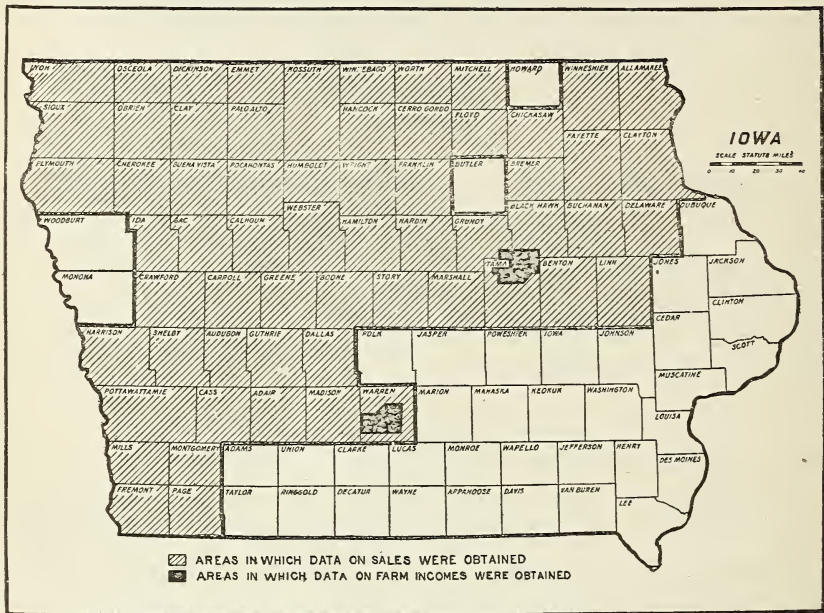 LYON OSCEOLA DICKINSON EMMET KOSSUTH WINNEBAGO WORTH MITCHELL HOWARD WINNESHIEK ALLAMAKEE
SIOUX OBRIEN CLAY PALO ALTO HANCOCK CERRO GORDO FLOYD CHICKASAW
FAYETTE CLAYTON
IOWA
SCALE STATUTE MILES
0 10 20 30 40
PLYMOUTH CHEROKEE BUENA VISTA POCAHONTAS HUMBOLDT WRIGHT FRANKLIN BUTLER BREMER
WOODBURY IDA SAC CALHOUN WEBSTER HAMILTON HARDIN GRUNDY BLACK HAWK BUCHANAN DELAWARE DUBUQUE
MONONA CRAWFORD CARROLL GREENE BOONE STORY MARSHALL TAMA BENTON LINN JONES JACKSON
CLINTON
CEDAR
SCOTT
HARRISON SHELBY AUDUBON GUTHRIE DALLAS POLK JASPER POWESHIEK IOWA JOHNSON
MUSCATINE
POTTAWATTAMIE CASS ADAIR MADISON WARREN MARION MAHASKA KEOKUK WASHINGTON
LOUISA
MILLS MONTGOMERY ADAMS UNION CLARKE LUCAS MONROE WAPELLO JEFFERSON HENRY
DES MOINES
FREMONT PAGE TAYLOR RINGGOLD DECATUR WAYNE APPANOOSE DAVIS VAN BUREN
LEE
AREAS IN WHICH DATA ON SALES WERE OBTAINED
AREAS IN WHICH DATA ON FARM INCOMES WERE OBTAINED